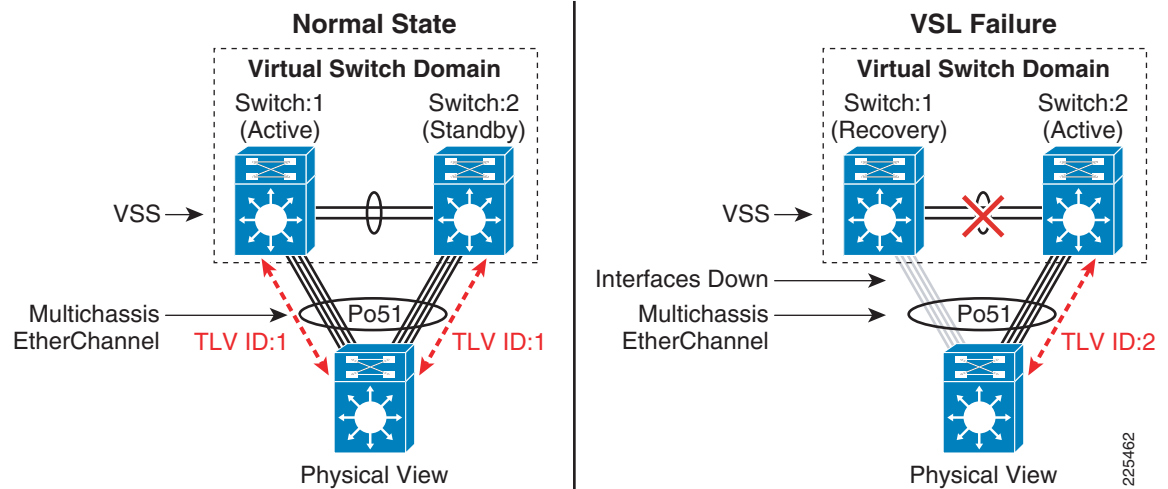 Normal State
Virtual Switch Domain
Switch:1
(Active)
Switch:2
(Standby)
VSS
Multichassis
EtherChannel
Po51
TLV ID:1
TLV ID:1
Physical View
VSL Failure
Virtual Switch Domain
Switch:1
(Recovery)
Switch:2
(Active)
VSS
Interfaces Down
Multichassis
EtherChannel
Po51
TLV ID:2
Physical View
225462